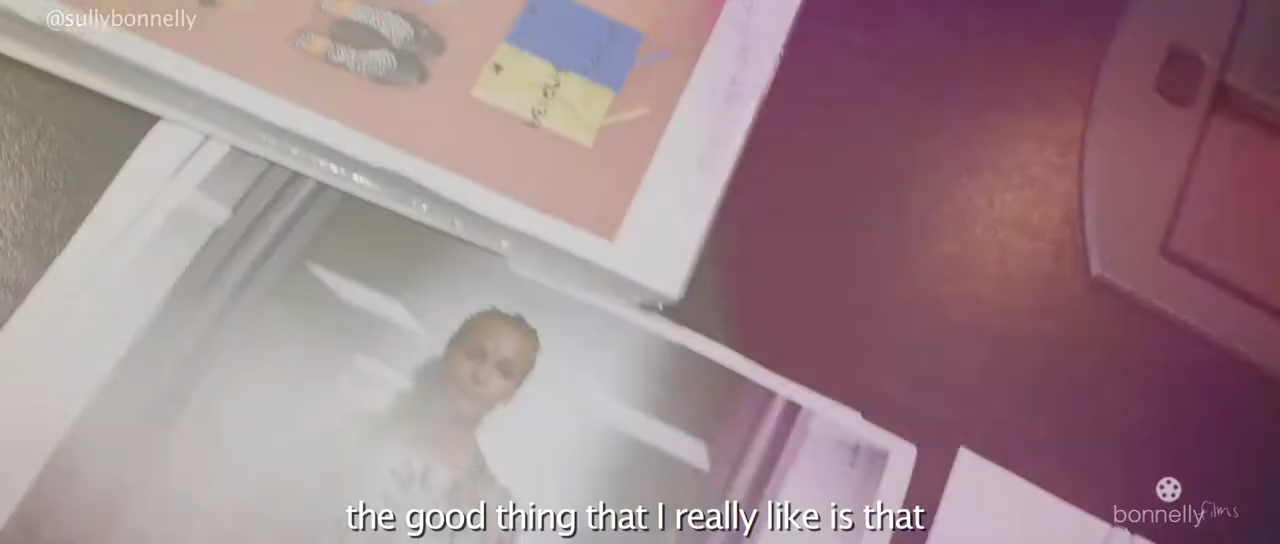 @sullybonnelly
the good thing that I really like is that
bonnelly films